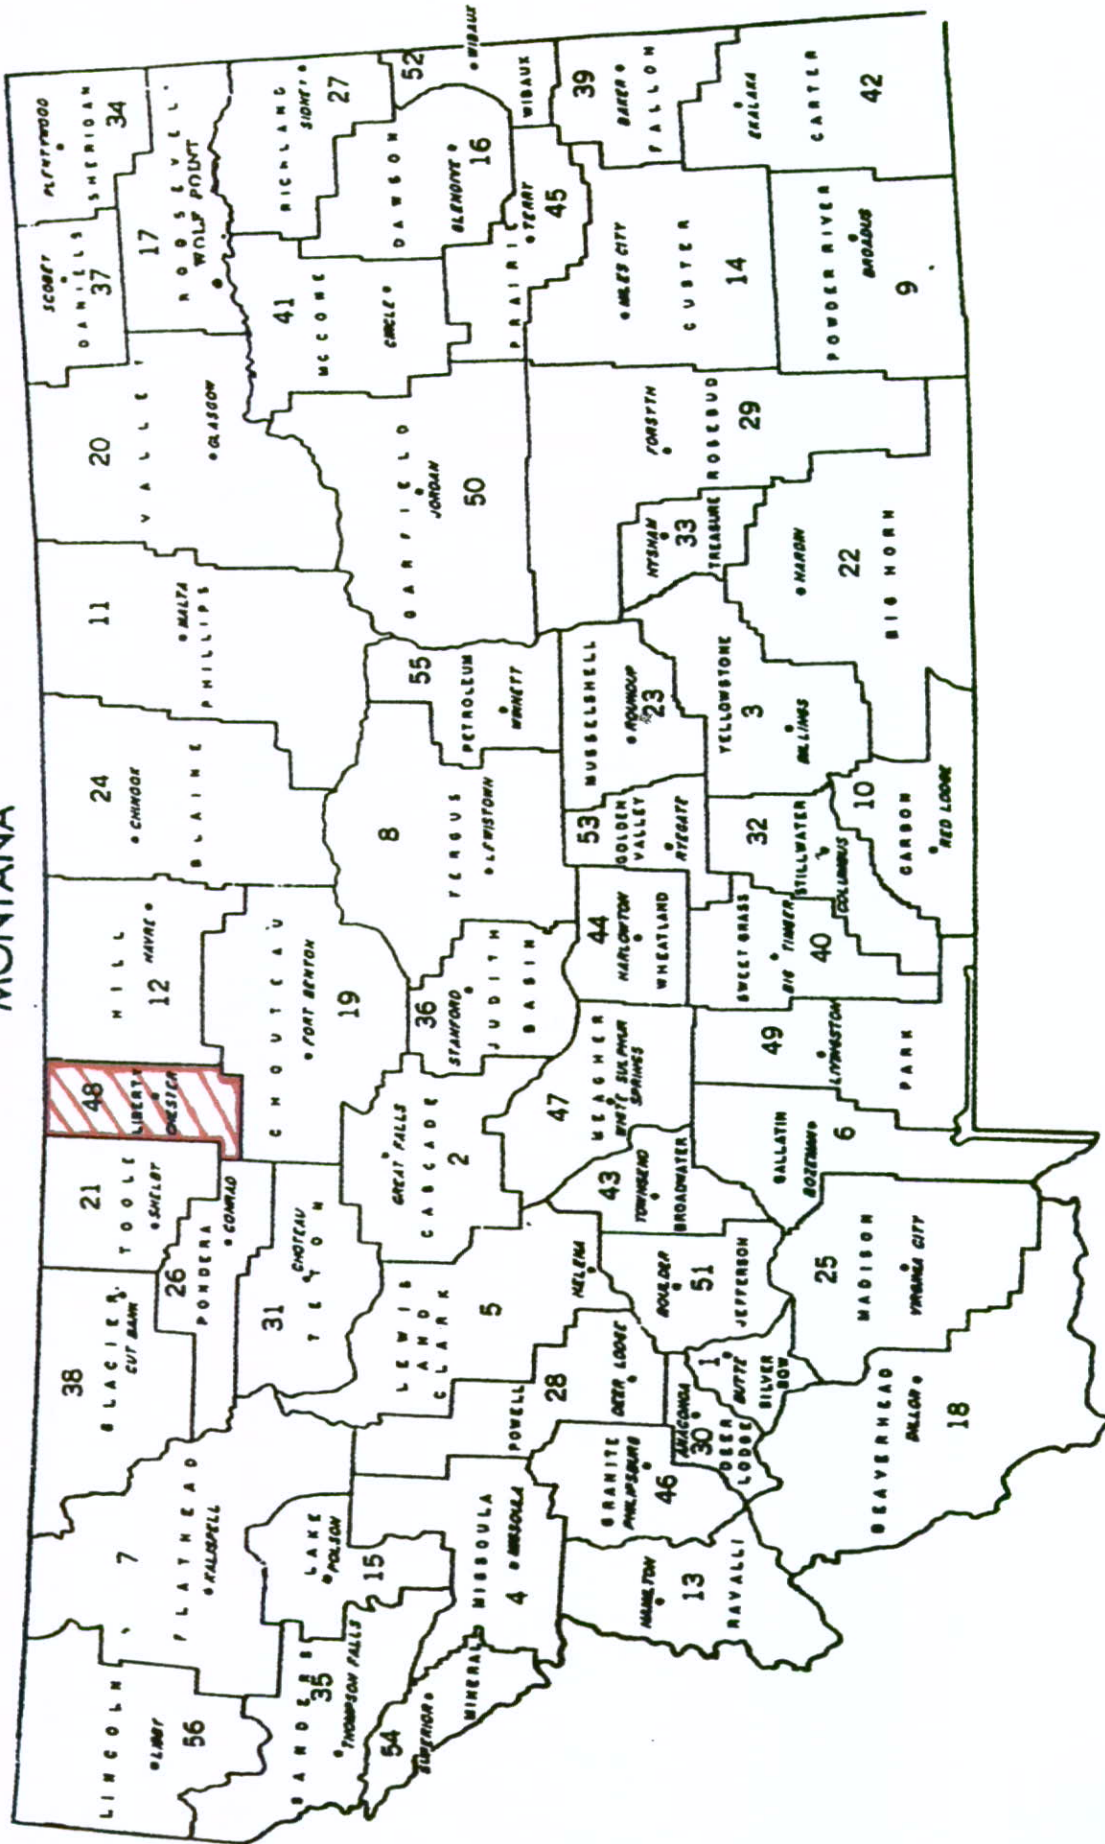 MONTANA
LINCOLN
LIBBY
56
7
FLATHEAD
KALISPELL
38
GLACIER
CUT BANK
21
TOOLE
SHELBY
26
PONDERA
CONRAD
48
LIBERTY
CHESTER
HILL
12
HAVRE
24
CHINOOK
BLAINE
11
MALTA
PHILLIPS
20
VALLEY
GLASGOW
SCOBEY
DANIELS
37
PLENTYWOOD
SHERIDAN
34
17
ROOSEVELT
WOLF POINT
SANDERS
35
THOMPSON FALLS
LAKE
POLSON
15
31
CHOTEAU
TETON
CHOUTEAU
FORT BENTON
19
41
MCCONE
CIRCLE
RICHLAND
SIDNEY
27
54
SUPERIOR
MINERAL
MISSOULA
4
MISSOULA
POWELL
28
DEER LODGE
LEWIS
AND
CLARK
5
HELENA
GREAT FALLS
CASCADE
2
36
STANFORD
JUDITH
BASIN
8
FERGUS
LEWISTOWN
55
PETROLEUM
WINNETT
GARFIELD
JORDAN
50
DAWSON
GLENDIVE
16
52
WIBAUX
WIBAUX
PRAIRIE
TERRY
45
HAMILTON
13
RAVALLI
GRANITE
PHILIPSBURG
46
ANACONDA
30
DEER
LODGE
1
BUTTE
SILVER
BOW
BOULDER
51
JEFFERSON
43
TOWNSEND
BROADWATER
47
MEAGHER
WHITE SULPHUR
SPRINGS
44
HARLOWTON
WHEATLAND
53
GOLDEN
VALLEY
RYEGATE
MUSSELSHELL
ROUNDUP
23
HYSHAM
33
TREASURE
FORSYTH
ROSEBUD
29
MILES CITY
CUSTER
14
39
BAKER
FALLON
BEAVERHEAD
DILLON
18
25
MADISON
VIRGINIA CITY
GALLATIN
BOZEMAN
6
49
LIVINGSTON
PARK
SWEET GRASS
BIG TIMBER
40
32
STILLWATER
COLUMBUS
YELLOWSTONE
3
BILLINGS
10
CARBON
RED LODGE
HARDIN
22
BIG HORN
POWDER RIVER
BROADUS
9
EKALAKA
CARTER
42